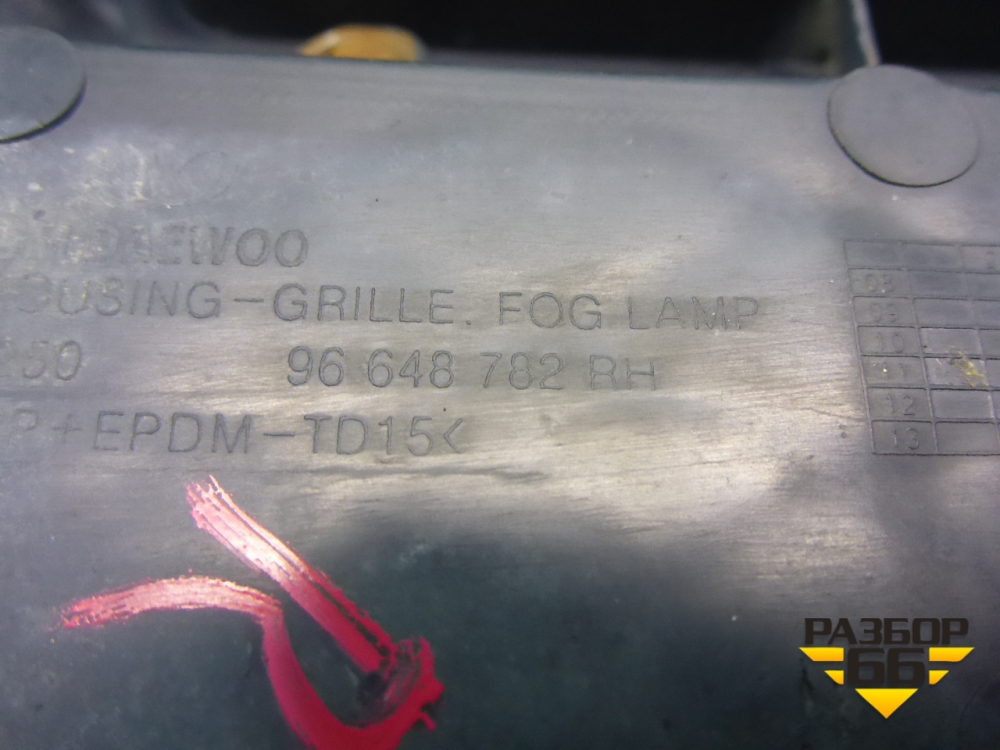 DAEWOO
HOUSING-GRILLE. FOG LAMP
96 648 782 RH
P+EPDM-TD15<
08
09
10
11
12
13
РАЗБОР
66